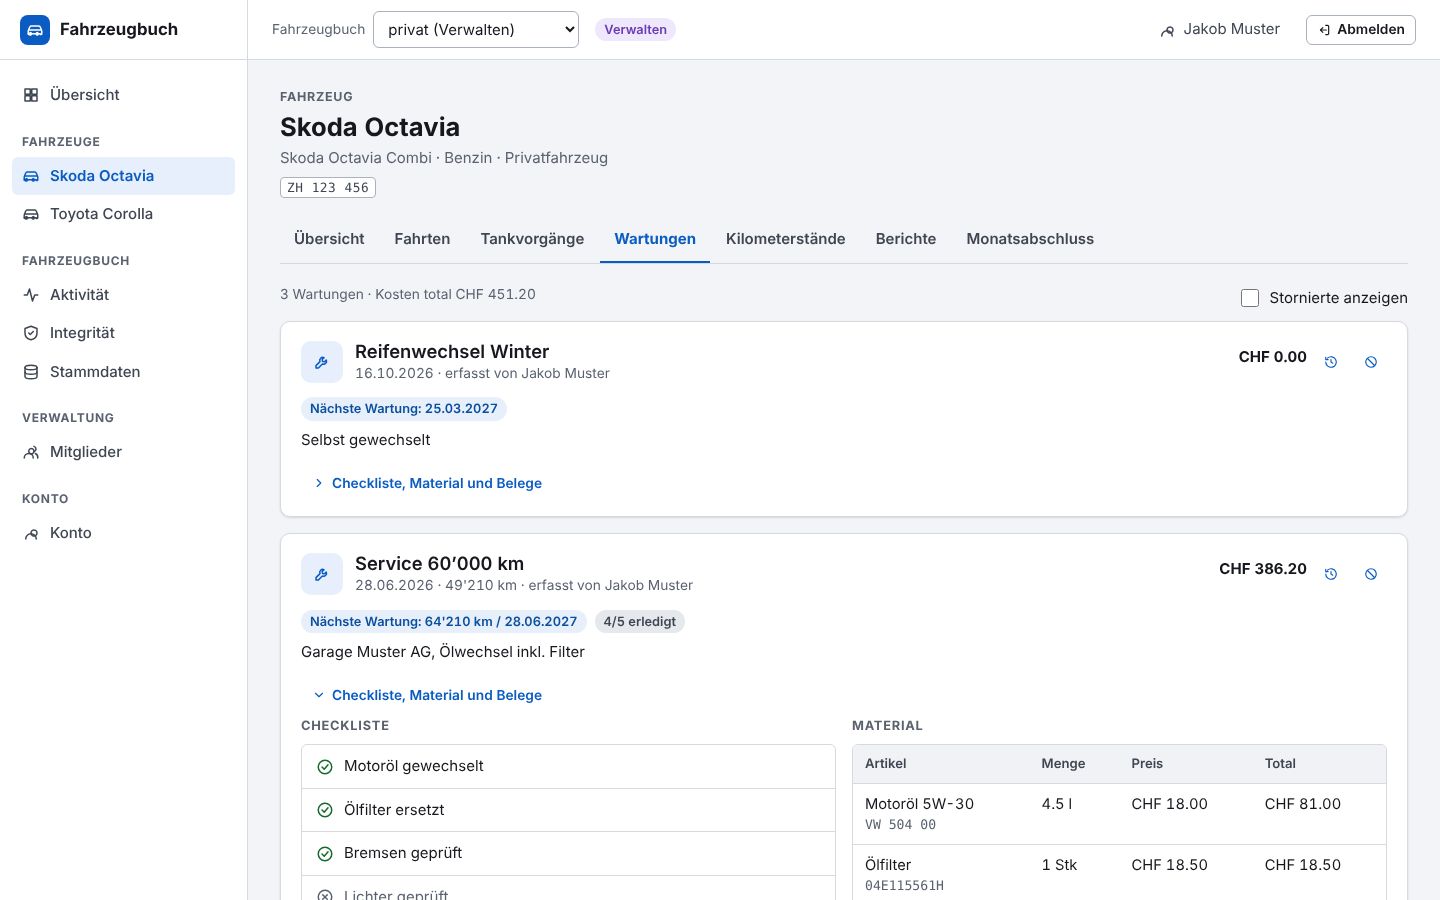 Fahrzeugbuch
Fahrzeugbuch privat (Verwalten) Verwalten Jakob Muster Abmelden
Übersicht
FAHRZEUGE
Skoda Octavia
Toyota Corolla
FAHRZEUGBUCH
Aktivität
Integrität
Stammdaten
VERWALTUNG
Mitglieder
KONTO
Konto
FAHRZEUG
Skoda Octavia
Skoda Octavia Combi · Benzin · Privatfahrzeug
ZH 123 456
Übersicht Fahrten Tankvorgänge Wartungen Kilometerstände Berichte Monatsabschluss
3 Wartungen · Kosten total CHF 451.20 Stornierte anzeigen
Reifenwechsel Winter CHF 0.00
16.10.2026 · erfasst von Jakob Muster
Nächste Wartung: 25.03.2027
Selbst gewechselt
Checkliste, Material und Belege
Service 60’000 km CHF 386.20
28.06.2026 · 49'210 km · erfasst von Jakob Muster
Nächste Wartung: 64'210 km / 28.06.2027 4/5 erledigt
Garage Muster AG, Ölwechsel inkl. Filter
Checkliste, Material und Belege
CHECKLISTE
Motoröl gewechselt
Ölfilter ersetzt
Bremsen geprüft
Lichter geprüft
MATERIAL
Artikel Menge Preis Total
Motoröl 5W-30 4.5 l CHF 18.00 CHF 81.00
VW 504 00
Ölfilter 1 Stk CHF 18.50 CHF 18.50
04E115561H